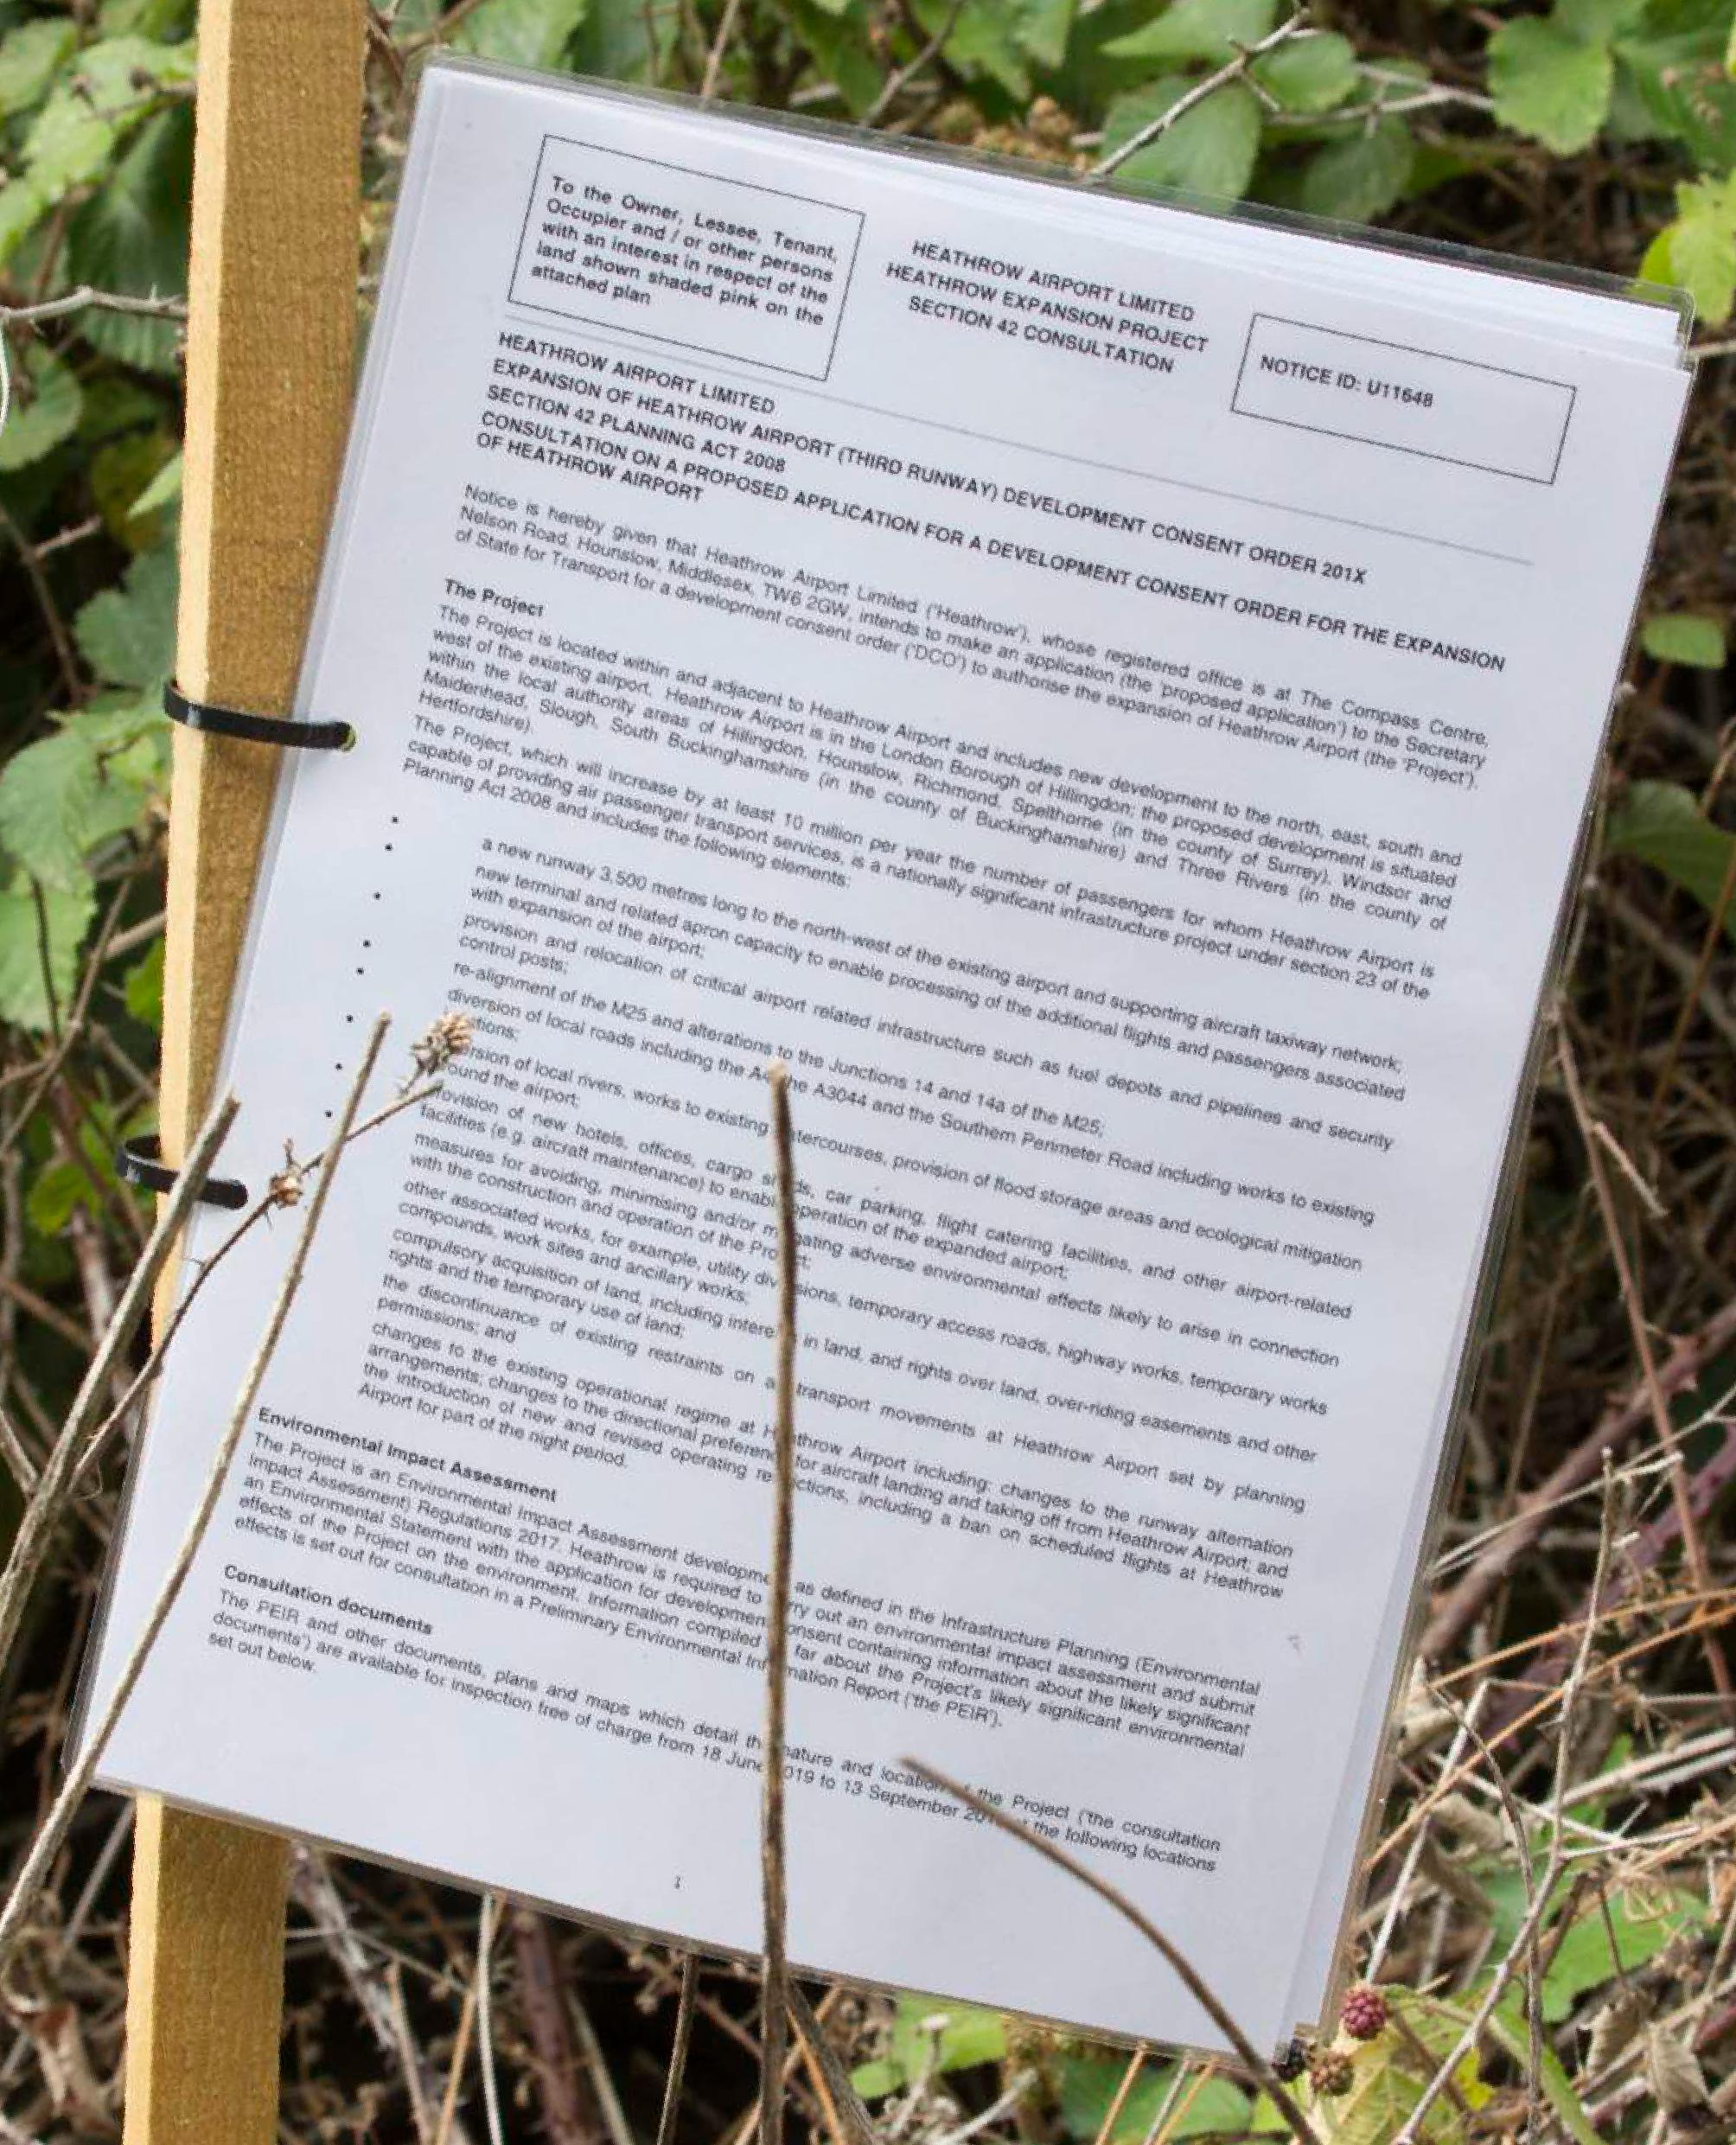 To the Owner, Lessee, Tenant,
Occupier and / or other persons
with an interest in respect of the
land shown shaded pink on the
attached plan
HEATHROW AIRPORT LIMITED
HEATHROW EXPANSION PROJECT
SECTION 42 CONSULTATION
NOTICE ID: U11648
HEATHROW AIRPORT LIMITED
EXPANSION OF HEATHROW AIRPORT (THIRD RUNWAY) DEVELOPMENT CONSENT ORDER 201X
SECTION 42 PLANNING ACT 2008
CONSULTATION ON A PROPOSED APPLICATION FOR A DEVELOPMENT CONSENT ORDER FOR THE EXPANSION
OF HEATHROW AIRPORT
Notice is hereby given that Heathrow Airport Limited ('Heathrow'), whose registered office is at The Compass Centre,
Nelson Road, Hounslow, Middlesex, TW6 2GW, intends to make an application (the 'proposed application') to the Secretary
of State for Transport for a development consent order ('DCO') to authorise the expansion of Heathrow Airport (the 'Project').
The Project
The Project is located within and adjacent to Heathrow Airport and includes new development to the north, east, south and
west of the existing airport. Heathrow Airport is in the London Borough of Hillingdon; the proposed development is situated
within the local authority areas of Hillingdon, Hounslow, Richmond, Spelthorne (in the county of Surrey), Windsor and
Maidenhead, Slough, South Buckinghamshire (in the county of Buckinghamshire) and Three Rivers (in the county of
Hertfordshire).
The Project, which will increase by at least 10 million per year the number of passengers for whom Heathrow Airport is
capable of providing air passenger transport services, is a nationally significant infrastructure project under section 23 of the
Planning Act 2008 and includes the following elements:
• a new runway 3,500 metres long to the north-west of the existing airport and supporting aircraft taxiway network;
• new terminal and related apron capacity to enable processing of the additional flights and passengers associated
with expansion of the airport;
• provision and relocation of critical airport related infrastructure such as fuel depots and pipelines and security
control posts;
• re-alignment of the M25 and alterations to the Junctions 14 and 14a of the M25;
• diversion of local roads including the A4, the A3044 and the Southern Perimeter Road including works to existing
tions;
• ersion of local rivers, works to existing tercourses, provision of flood storage areas and ecological mitigation
ound the airport;
• rovision of new hotels, offices, cargo s ds, car parking, flight catering facilities, and other airport-related
facilities (e.g. aircraft maintenance) to enabl operation of the expanded airport;
• measures for avoiding, minimising and/or m gating adverse environmental effects likely to arise in connection
with the construction and operation of the Pro ct;
other associated works, for example, utility div sions, temporary access roads, highway works, temporary works
compounds, work sites and ancillary works;
compulsory acquisition of land, including intere in land, and rights over land, over-riding easements and other
rights and the temporary use of land;
the discontinuance of existing restraints on a transport movements at Heathrow Airport set by planning
permissions; and
changes to the existing operational regime at H athrow Airport including: changes to the runway alternation
arrangements; changes to the directional preferen for aircraft landing and taking off from Heathrow Airport; and
the introduction of new and revised operating re ctions, including a ban on scheduled flights at Heathrow
Airport for part of the night period.
Environmental Impact Assessment
The Project is an Environmental Impact Assessment developme as defined in the Infrastructure Planning (Environmental
Impact Assessment) Regulations 2017. Heathrow is required to rry out an environmental impact assessment and submit
an Environmental Statement with the application for developmen onsent containing information about the likely significant
effects of the Project on the environment. Information compiled far about the Project's likely significant environmental
effects is set out for consultation in a Preliminary Environmental Inf mation Report ('the PEIR').
Consultation documents
The PEIR and other documents, plans and maps which detail th nature and location the Project ('the consultation
documents') are available for inspection free of charge from 18 June 019 to 13 September 20 the following locations
set out below.
1